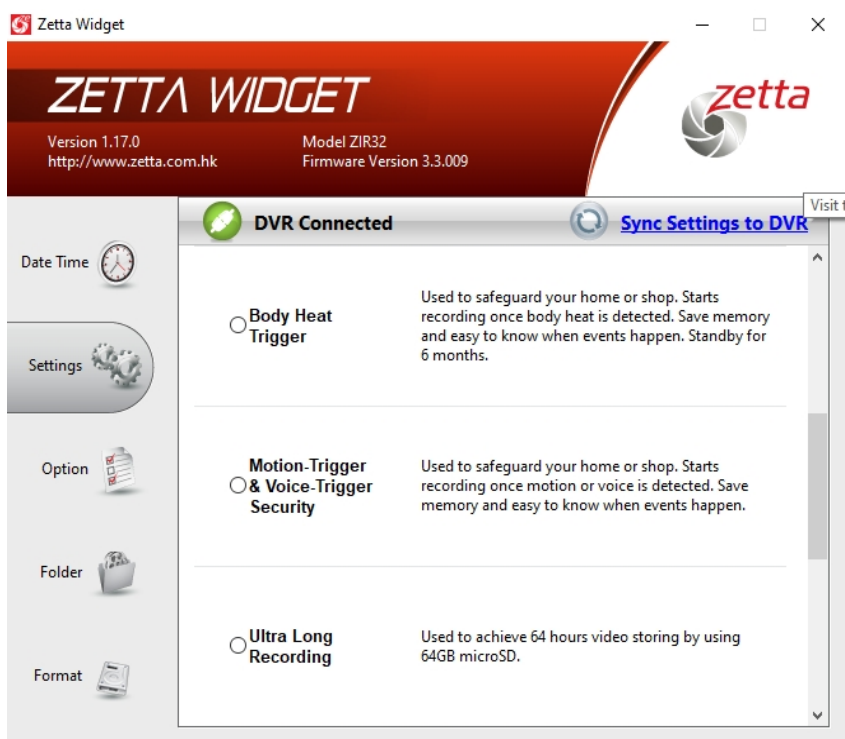 Zetta Widget
ZETTA WIDGET
zetta
Version 1.17.0
Model ZIR32
http://www.zetta.com.hk
Firmware Version 3.3.009
Visit
DVR Connected
Sync Settings to DVR
Date Time
Settings
Option
Folder
Format
Body Heat
Trigger
Used to safeguard your home or shop. Starts
recording once body heat is detected. Save memory
and easy to know when events happen. Standby for
6 months.
Motion-Trigger
& Voice-Trigger
Security
Used to safeguard your home or shop. Starts
recording once motion or voice is detected. Save
memory and easy to know when events happen.
Ultra Long
Recording
Used to achieve 64 hours video storing by using
64GB microSD.